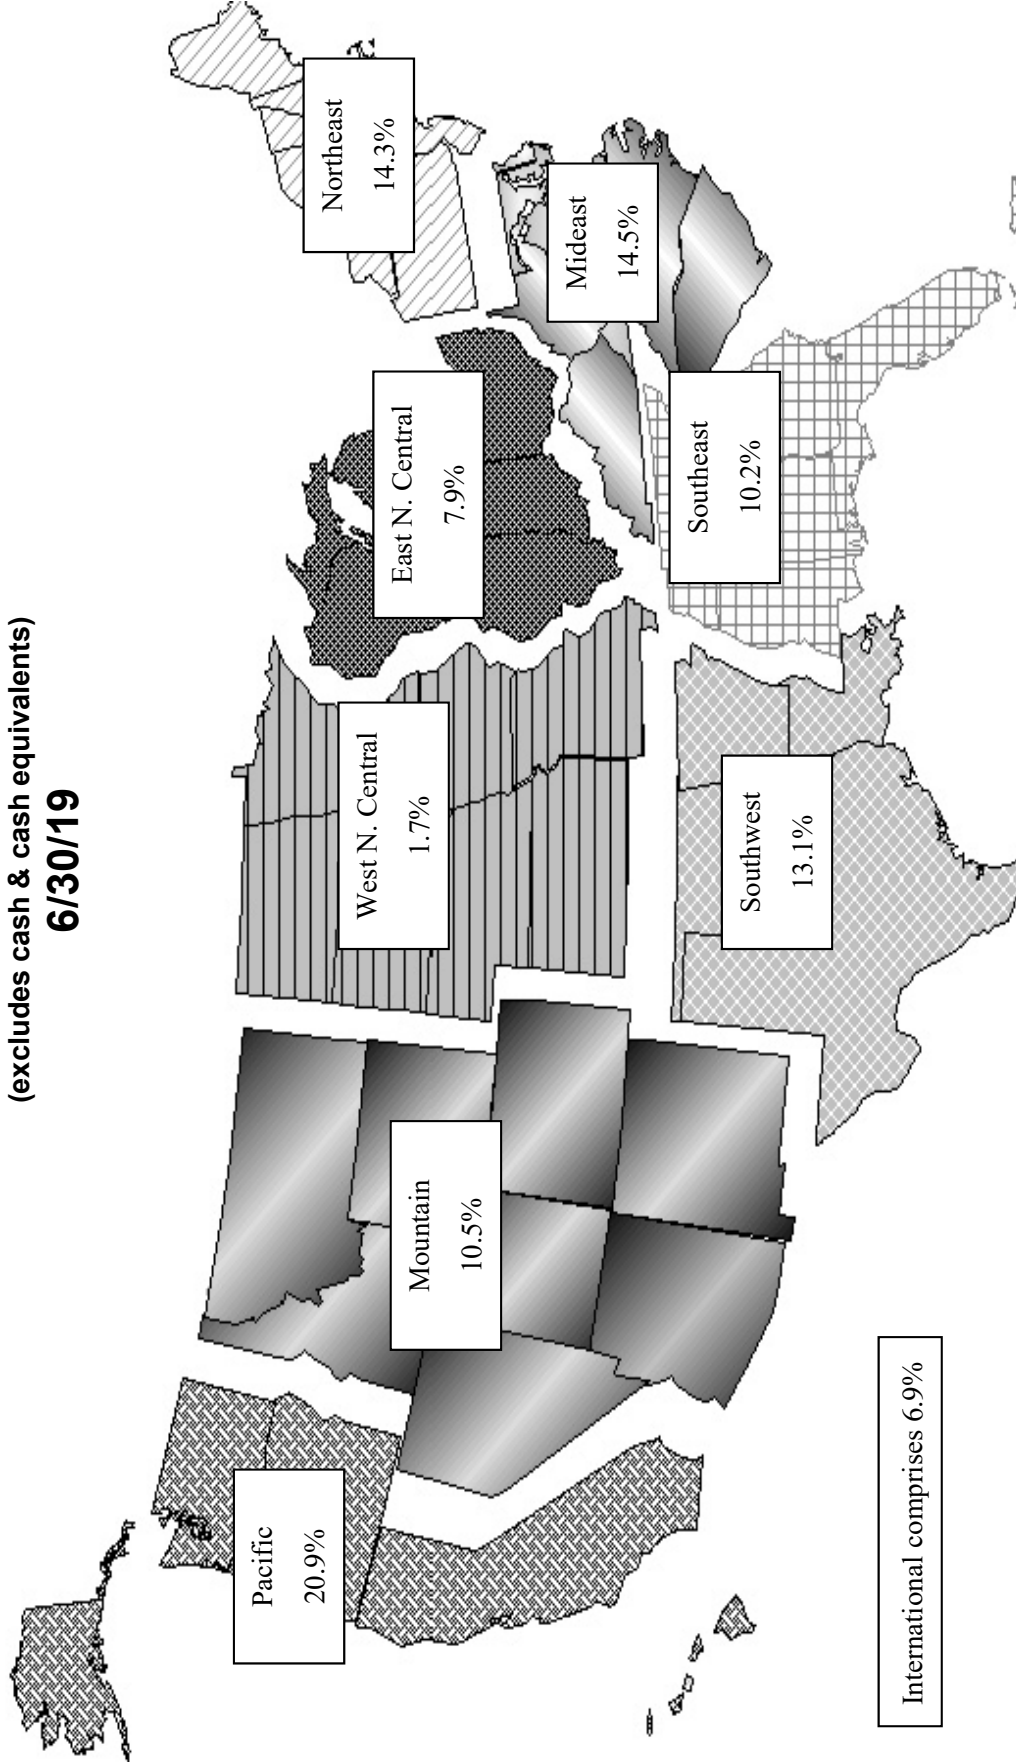 (excludes cash & cash equivalents)
6/30/19
Northeast
14.3%
East N. Central
7.9%
Mideast
14.5%
West N. Central
1.7%
Southeast
10.2%
Mountain
10.5%
Southwest
13.1%
Pacific
20.9%
International comprises 6.9%